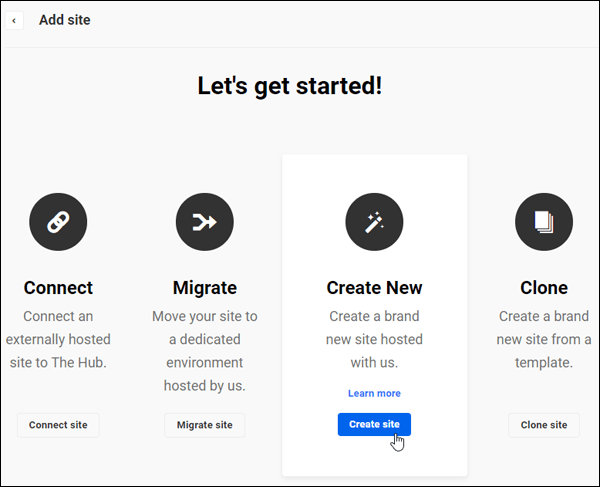 Add site
Let's get started!
Connect
Connect an
externally hosted
site to The Hub.
Connect site
Migrate
Move your site to
a dedicated
environment
hosted by us.
Migrate site
Create New
Create a brand
new site hosted
with us.
Learn more
Create site
Clone
Create a brand
new site from a
template.
Clone site